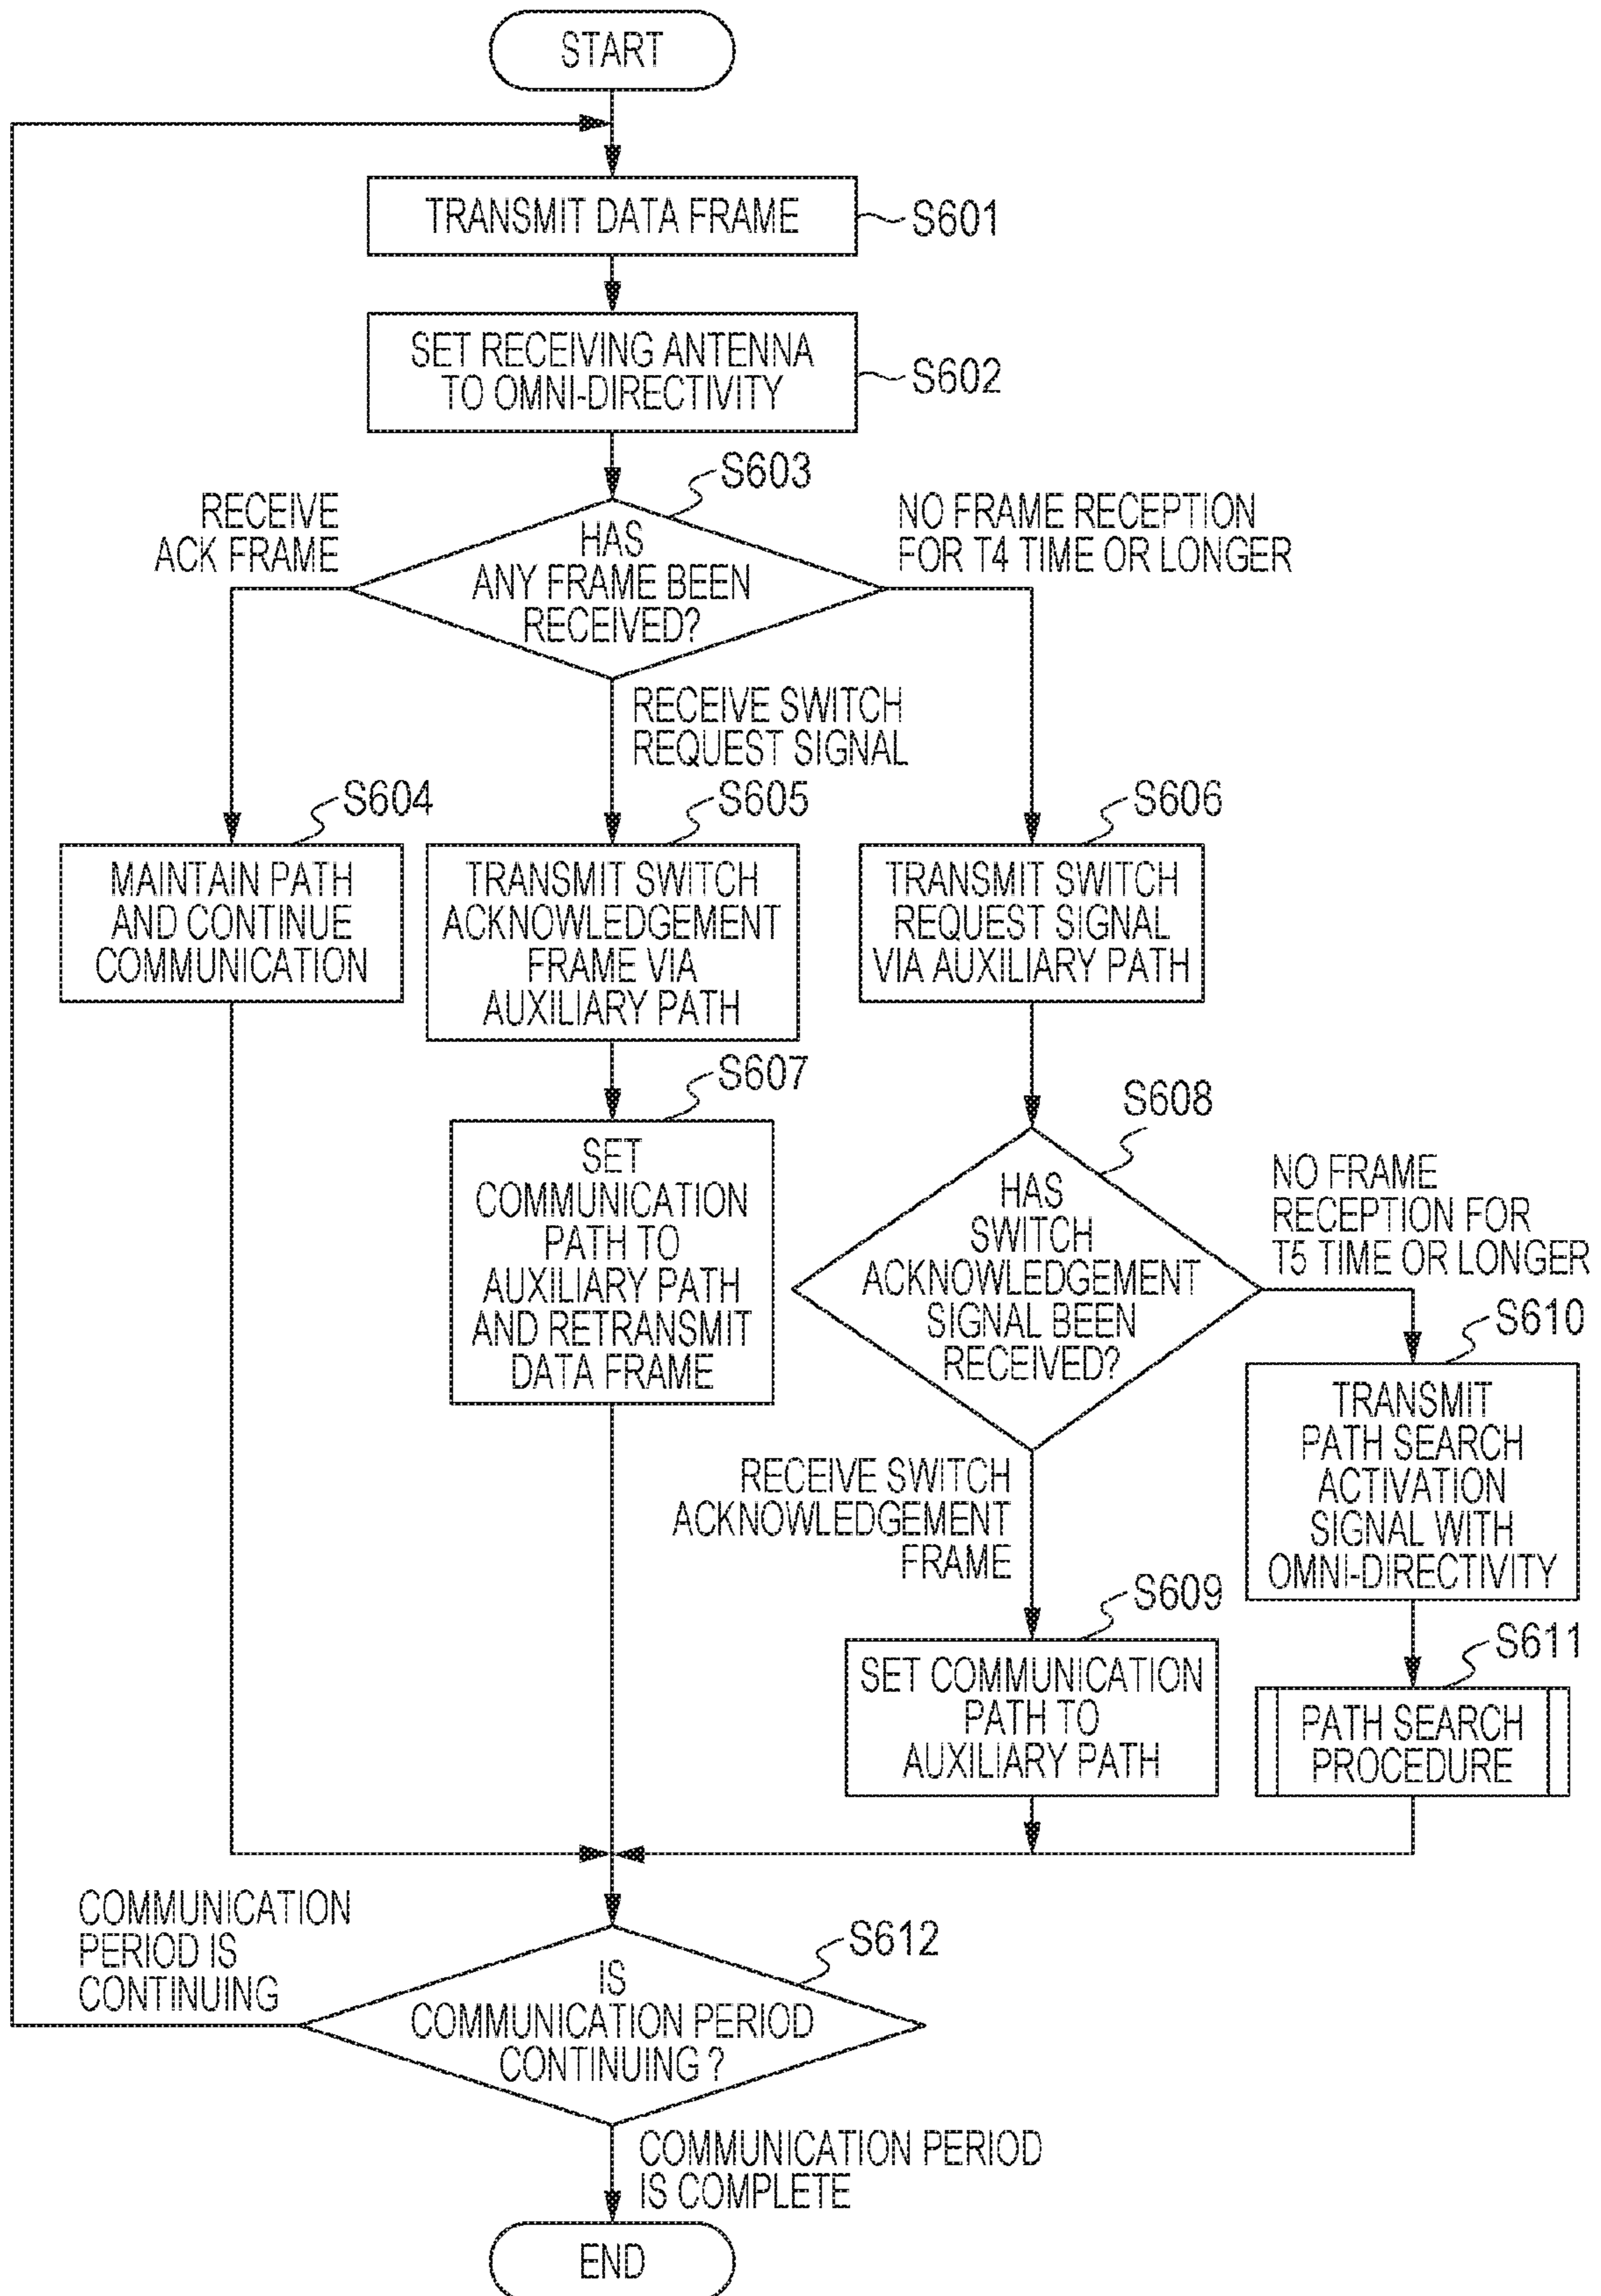 START
TRANSMIT DATA FRAME
S601
SET RECEIVING ANTENNA
TO OMNI-DIRECTIVITY
S602
S603
RECEIVE
ACK FRAME
HAS
ANY FRAME BEEN
RECEIVED?
NO FRAME RECEPTION
FOR T4 TIME OR LONGER
RECEIVE SWITCH
REQUEST SIGNAL
S604
MAINTAIN PATH
AND CONTINUE
COMMUNICATION
S605
TRANSMIT SWITCH
ACKNOWLEDGEMENT
FRAME VIA
AUXILIARY PATH
S606
TRANSMIT SWITCH
REQUEST SIGNAL
VIA AUXILIARY PATH
S607
SET
COMMUNICATION
PATH TO
AUXILIARY PATH
AND RETRANSMIT
DATA FRAME
S608
HAS
SWITCH
ACKNOWLEDGEMENT
SIGNAL BEEN
RECEIVED?
NO FRAME
RECEPTION FOR
T5 TIME OR LONGER
S610
TRANSMIT
PATH SEARCH
ACTIVATION
SIGNAL WITH
OMNI-DIRECTIVITY
RECEIVE SWITCH
ACKNOWLEDGEMENT
FRAME
S609
SET COMMUNICATION
PATH TO
AUXILIARY PATH
S611
PATH SEARCH
PROCEDURE
COMMUNICATION
PERIOD IS
CONTINUING
S612
IS
COMMUNICATION PERIOD
CONTINUING ?
COMMUNICATION PERIOD
IS COMPLETE
END